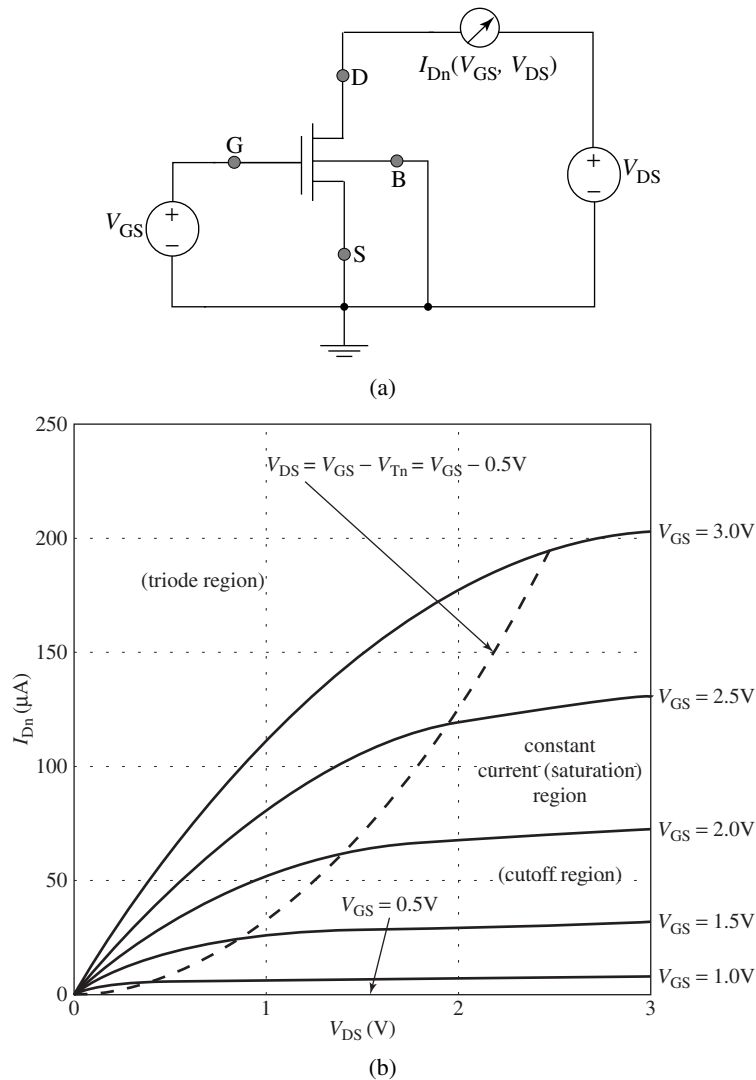 D
I_Dn(V_GS, V_DS)
G
B
V_GS
+
−
+
−
V_DS
S
(a)
250
V_DS = V_GS − V_Tn = V_GS − 0.5V
200
V_GS = 3.0V
(triode region)
150
V_GS = 2.5V
I_Dn (µA)
constant
current (saturation)
region
100
V_GS = 2.0V
(cutoff region)
50
V_GS = 0.5V
V_GS = 1.5V
V_GS = 1.0V
0
0
1
2
3
V_DS (V)
(b)